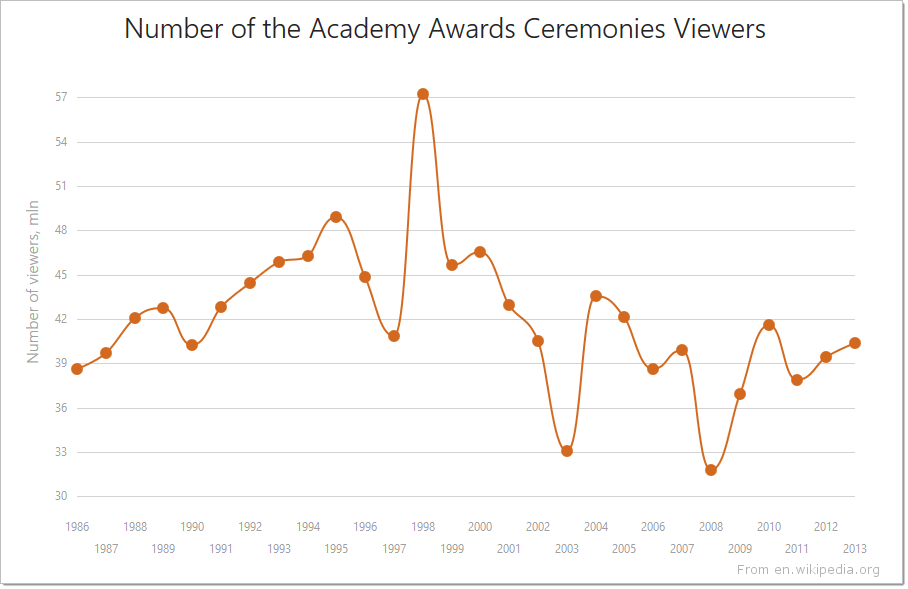 Number of the Academy Awards Ceremonies Viewers
Number of viewers, mln
57
54
51
48
45
42
39
36
33
30
1986 1988 1990 1992 1994 1996 1998 2000 2002 2004 2006 2008 2010 2012
1987 1989 1991 1993 1995 1997 1999 2001 2003 2005 2007 2009 2011 2013
From en.wikipedia.org